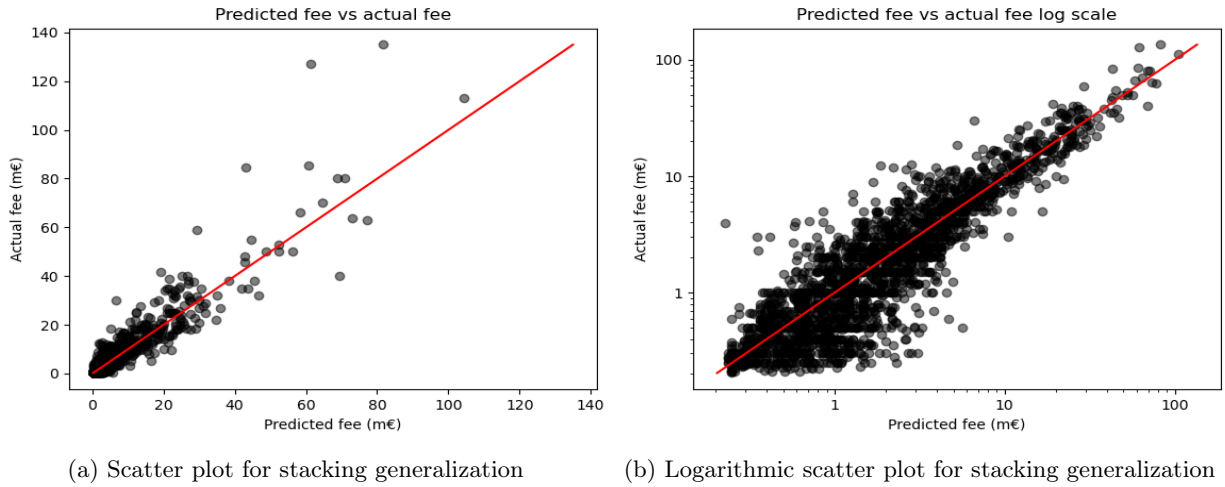 Predicted fee vs actual fee
140
120
100
80
60
40
20
0
Actual fee (m€)
0 20 40 60 80 100 120 140
Predicted fee (m€)
(a) Scatter plot for stacking generalization
Predicted fee vs actual fee log scale
100
10
1
Actual fee (m€)
1 10 100
Predicted fee (m€)
(b) Logarithmic scatter plot for stacking generalization